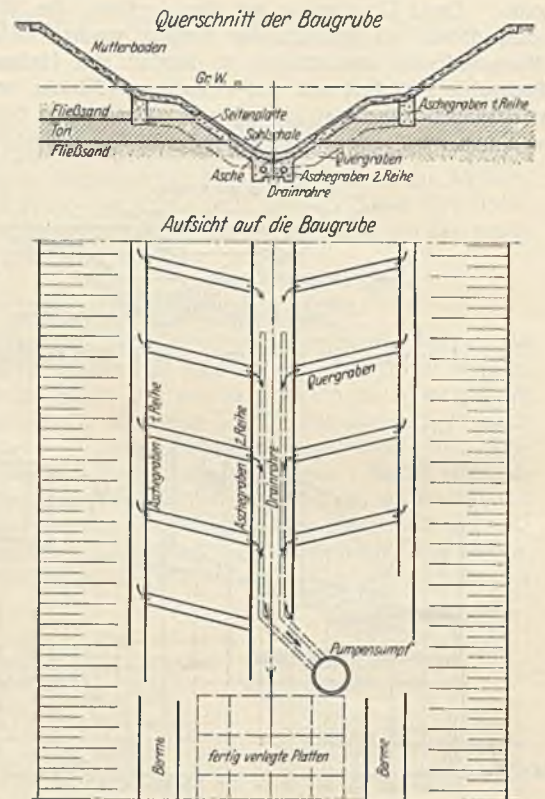 Querschnitt der Baugrube
Mutterboden
Gr. W.
Fließsand
Ton
Fließsand
Seitenplatte
Sohlschale
Asche
Aschegraben 1. Reihe
Quergraben
Aschegraben 2. Reihe
Drainrohre
Aufsicht auf die Baugrube
Quergraben
Aschegraben 1. Reihe
Aschegraben 2. Reihe
Drainrohre
Pumpensumpf
Berme
fertig verlegte Platten
Berme